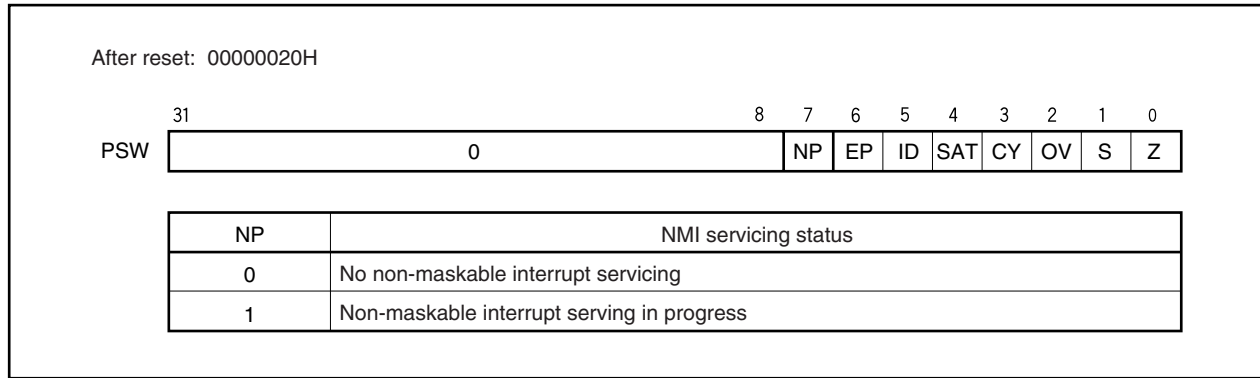 After reset: 00000020H
31 8 7 6 5 4 3 2 1 0
PSW 0 NP EP ID SAT CY OV S Z
NP NMI servicing status
0 No non-maskable interrupt servicing
1 Non-maskable interrupt serving in progress